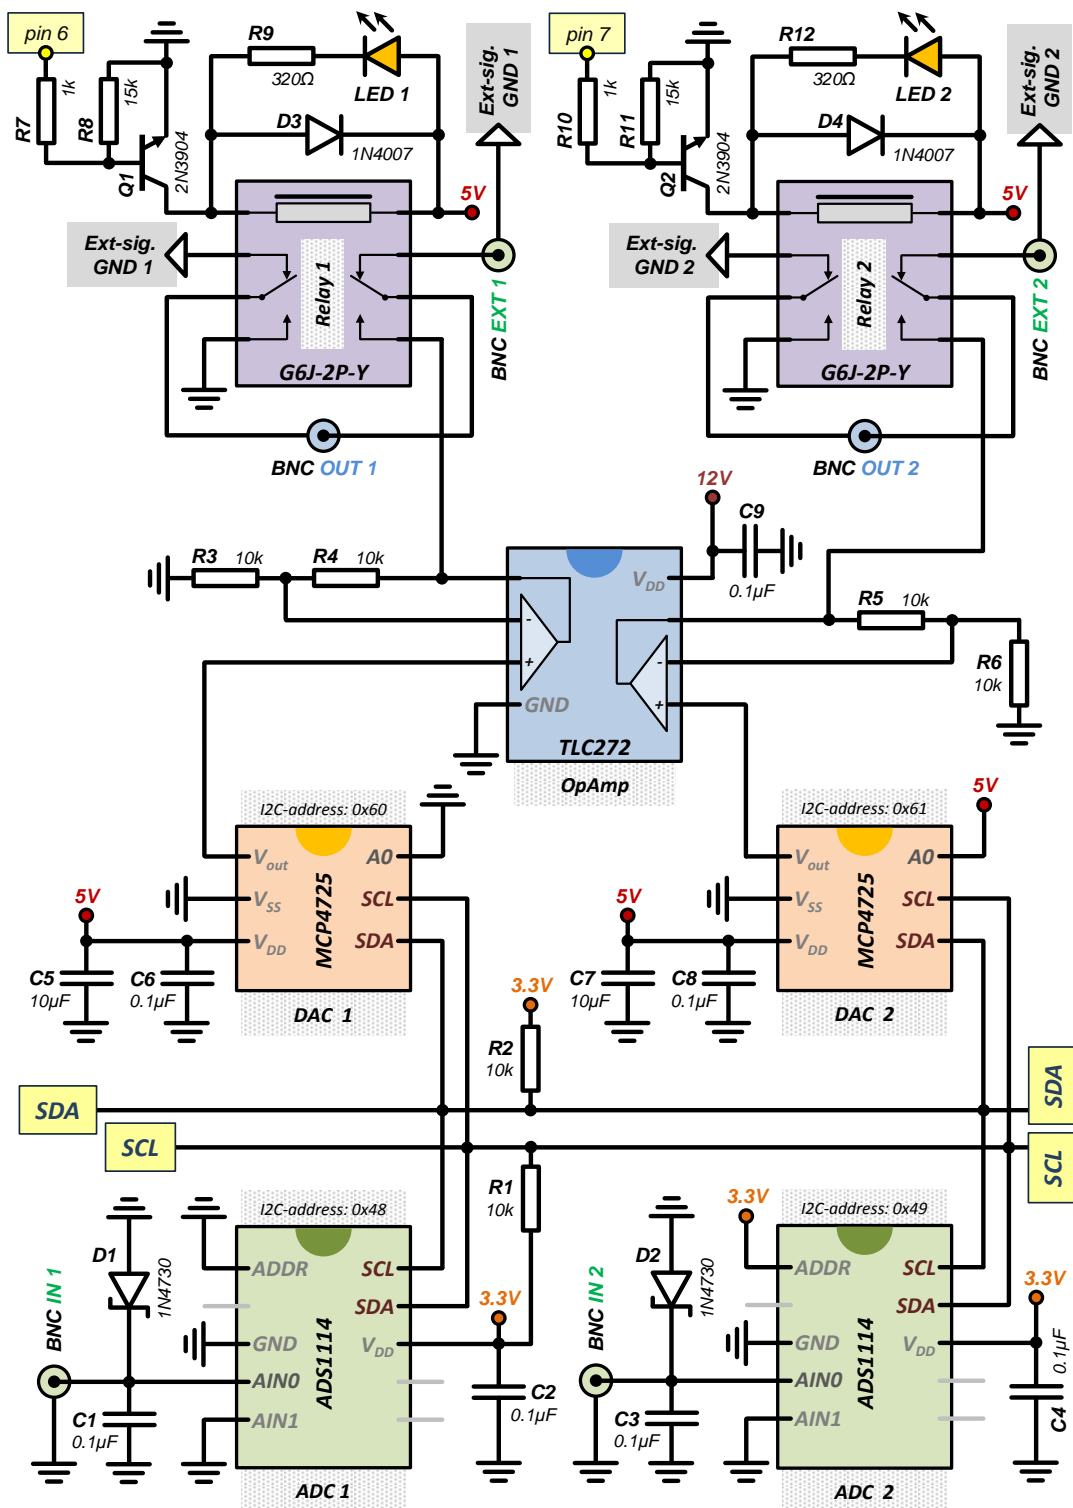 pin 6
R7
1k
R8
15k
Q1
2N3904
R9
320Ω
LED 1
D3
1N4007
Ext-sig.
GND 1
5V
Ext-sig.
GND 1
Relay 1
G6J-2P-Y
BNC EXT 1
BNC OUT 1
pin 7
R10
1k
R11
15k
Q2
2N3904
R12
320Ω
LED 2
D4
1N4007
Ext-sig.
GND 2
5V
Ext-sig.
GND 2
Relay 2
G6J-2P-Y
BNC EXT 2
BNC OUT 2
12V
C9
0.1µF
R3 10k
R4 10k
VDD
-
+
GND
-
+
TLC272
OpAmp
R5 10k
R6
10k
I2C-address: 0x60
Vout
A0
VSS
SCL
VDD
SDA
MCP4725
DAC 1
5V
C5
10µF
C6
0.1µF
I2C-address: 0x61
5V
Vout
A0
VSS
SCL
VDD
SDA
MCP4725
DAC 2
5V
C7
10µF
C8
0.1µF
3.3V
R2
10k
SDA
SDA
SCL
SCL
R1
10k
I2C-address: 0x48
ADDR
SCL
SDA
GND
VDD
AIN0
AIN1
ADS1114
ADC 1
D1
1N4730
BNC IN 1
C1
0.1µF
3.3V
C2
0.1µF
I2C-address: 0x49
3.3V
ADDR
SCL
SDA
GND
VDD
AIN0
AIN1
ADS1114
ADC 2
D2
1N4730
BNC IN 2
C3
0.1µF
3.3V
0.1µF
C4